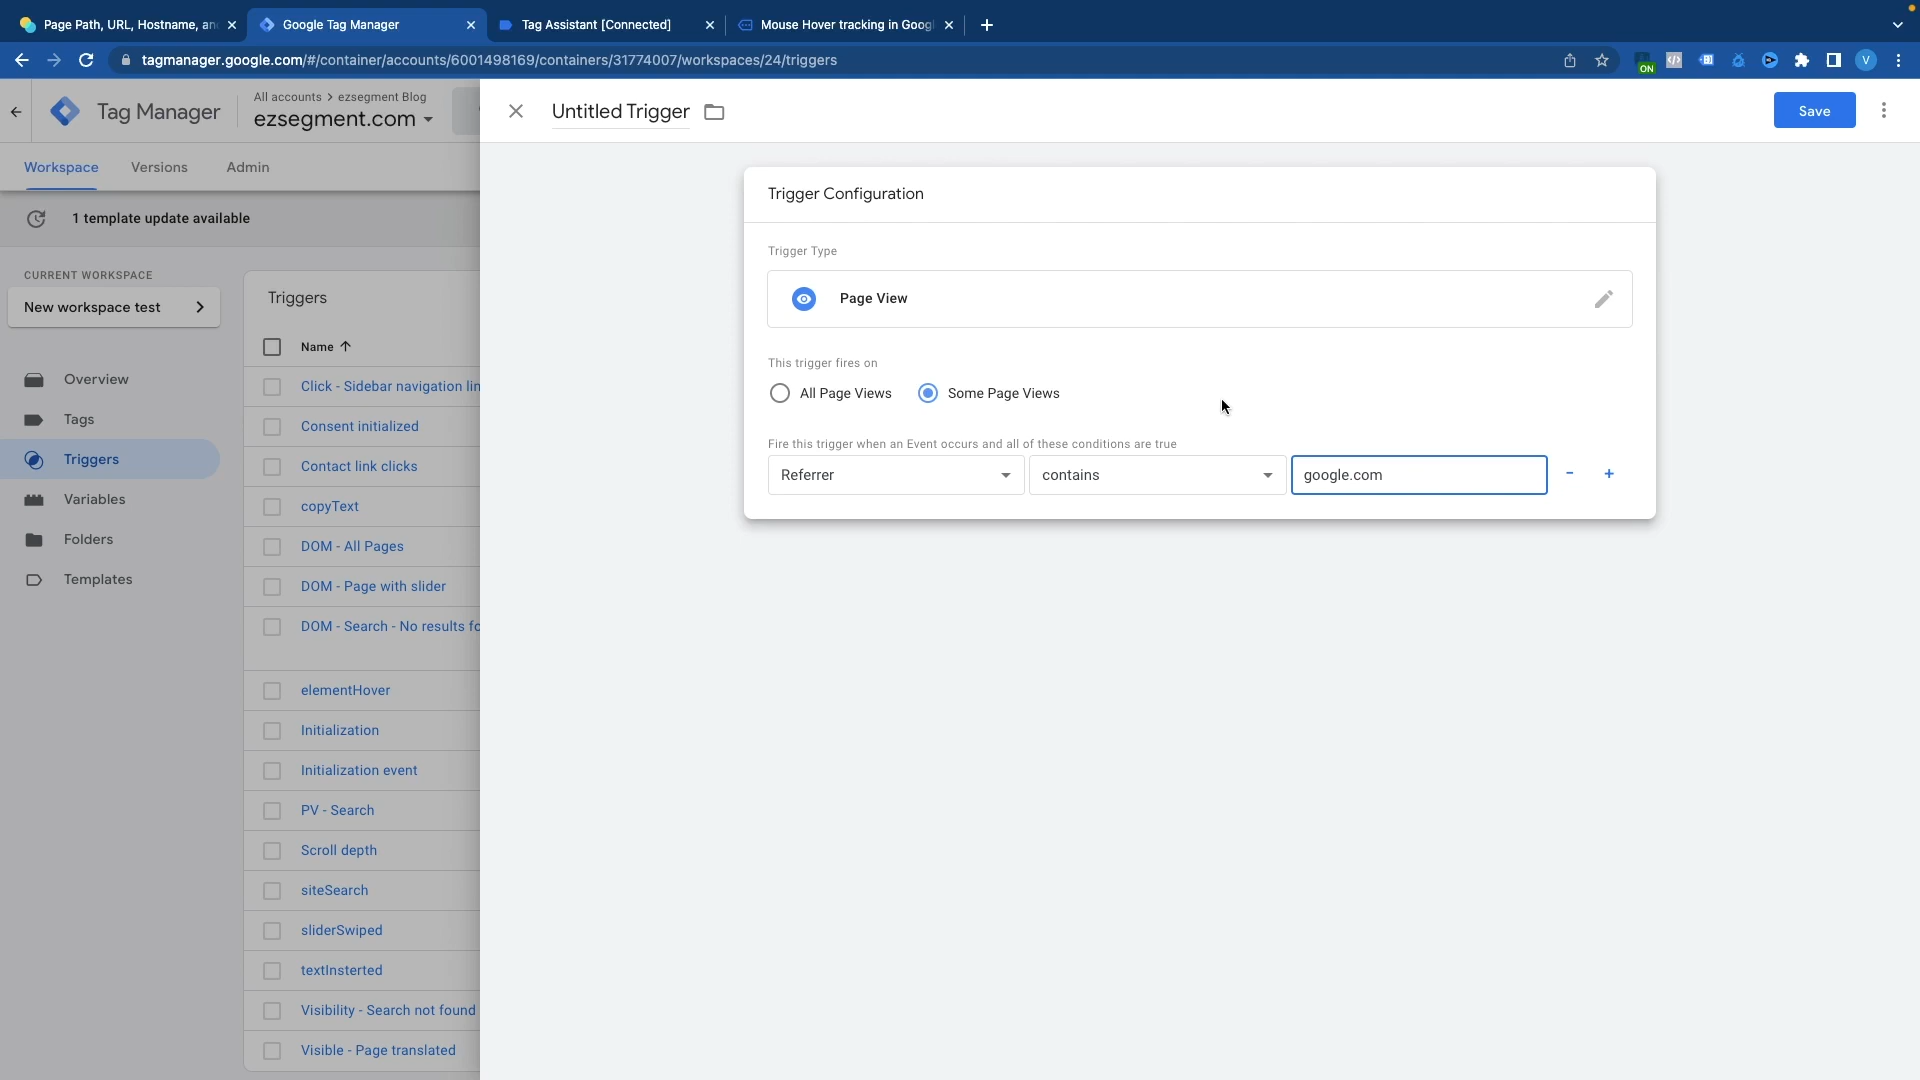 Page Path, URL, Hostname, an
Google Tag Manager
Tag Assistant [Connected]
Mouse Hover tracking in Googl
tagmanager.google.com/#/container/accounts/6001498169/containers/31774007/workspaces/24/triggers
ON
V
Tag Manager
All accounts > ezsegment Blog
ezsegment.com
Untitled Trigger
Save
Workspace
Versions
Admin
1 template update available
CURRENT WORKSPACE
New workspace test
Overview
Tags
Triggers
Variables
Folders
Templates
Triggers
Name
Click - Sidebar navigation lin
Consent initialized
Contact link clicks
copyText
DOM - All Pages
DOM - Page with slider
DOM - Search - No results fo
elementHover
Initialization
Initialization event
PV - Search
Scroll depth
siteSearch
sliderSwiped
textInsterted
Visibility - Search not found
Visible - Page translated
Trigger Configuration
Trigger Type
Page View
This trigger fires on
All Page Views
Some Page Views
Fire this trigger when an Event occurs and all of these conditions are true
Referrer
contains
google.com
-
+